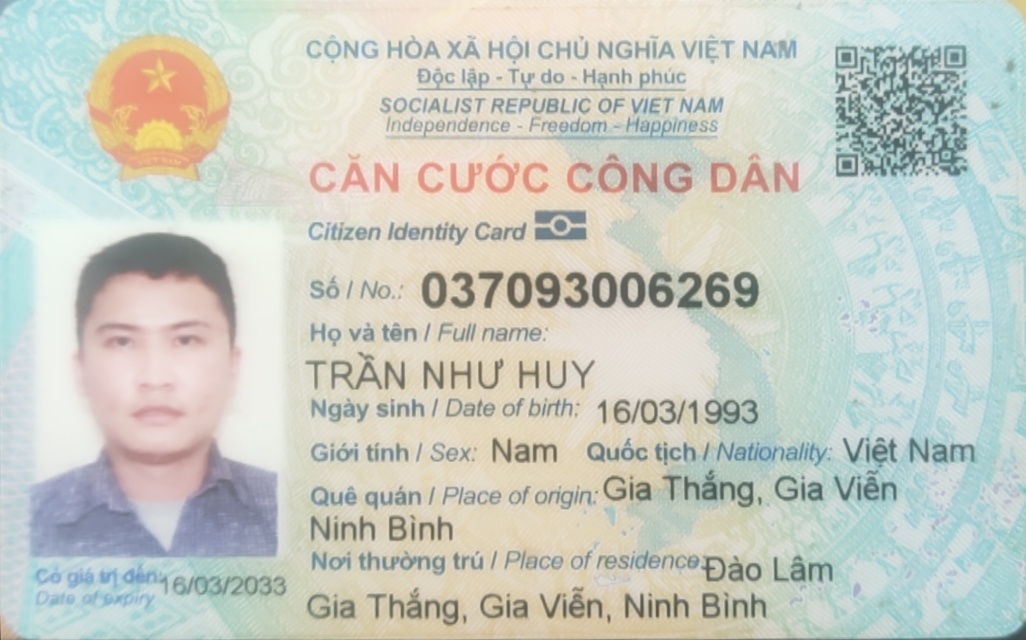 CỘNG HÒA XÃ HỘI CHỦ NGHĨA VIỆT NAM
Độc lập - Tự do - Hạnh phúc
SOCIALIST REPUBLIC OF VIET NAM
Independence - Freedom - Happiness
CĂN CƯỚC CÔNG DÂN
Citizen Identity Card
Số / No.: 037093006269
Họ và tên / Full name:
TRẦN NHƯ HUY
Ngày sinh / Date of birth: 16/03/1993
Giới tính / Sex: Nam Quốc tịch / Nationality: Việt Nam
Quê quán / Place of origin: Gia Thắng, Gia Viễn
Ninh Bình
Nơi thường trú / Place of residence: Đào Lâm
Gia Thắng, Gia Viễn, Ninh Bình
Có giá trị đến: 16/03/2033
Date of expiry